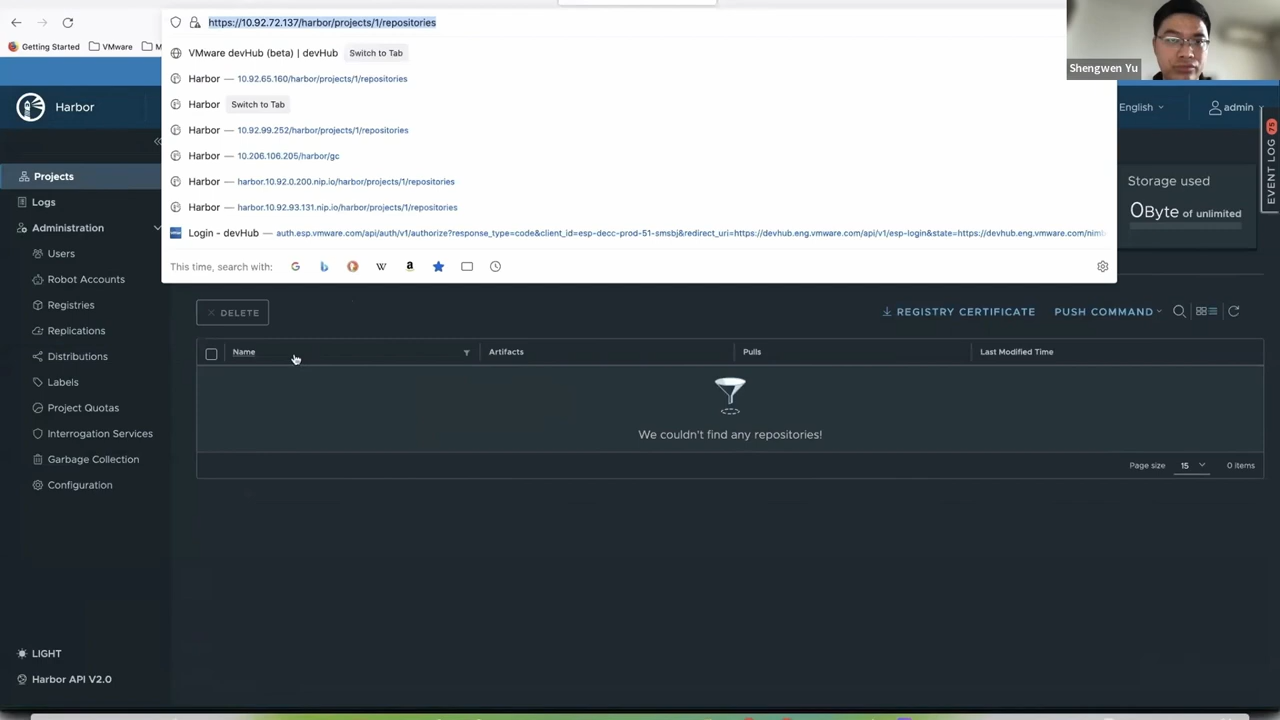 https://10.92.72.137/harbor/projects/1/repositories
Getting Started
VMware
M
VMware devHub (beta) | devHub Switch to Tab
Harbor — 10.92.65.160/harbor/projects/1/repositories
Harbor Switch to Tab
Harbor — 10.92.99.252/harbor/projects/1/repositories
Harbor — 10.206.106.205/harbor/gc
Harbor — harbor.10.92.0.200.nip.io/harbor/projects/1/repositories
Harbor — harbor.10.92.93.131.nip.io/harbor/projects/1/repositories
Login - devHub — auth.esp.vmware.com/api/auth/v1/authorize?response_type=code&client_id=esp-decc-prod-51-smsbj&redirect_uri=https://devhub.eng.vmware.com/api/v1/esp-login&state=https://devhub.eng.vmware.com/nimb
This time, search with:
Shengwen Yu
Harbor
English
admin
EVENT LOG 75
Projects
Logs
Administration
Users
Robot Accounts
Registries
Replications
Distributions
Labels
Project Quotas
Interrogation Services
Garbage Collection
Configuration
LIGHT
Harbor API V2.0
Storage used
0Byte of unlimited
DELETE
REGISTRY CERTIFICATE
PUSH COMMAND
Name Artifacts Pulls Last Modified Time
We couldn't find any repositories!
Page size 15 0 items